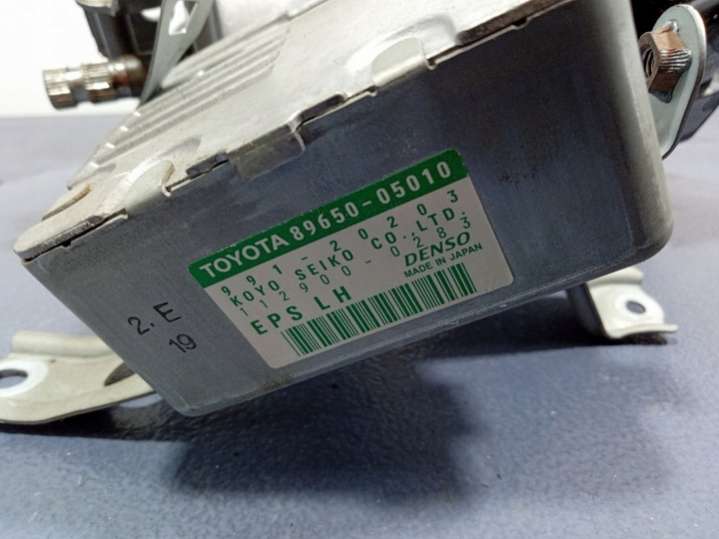 TOYOTA 89650-05010
991-20203
KOYO SEIKO CO.,LTD.
112900-0283
DENSO
MADE IN JAPAN
EPS LH
2. E
19